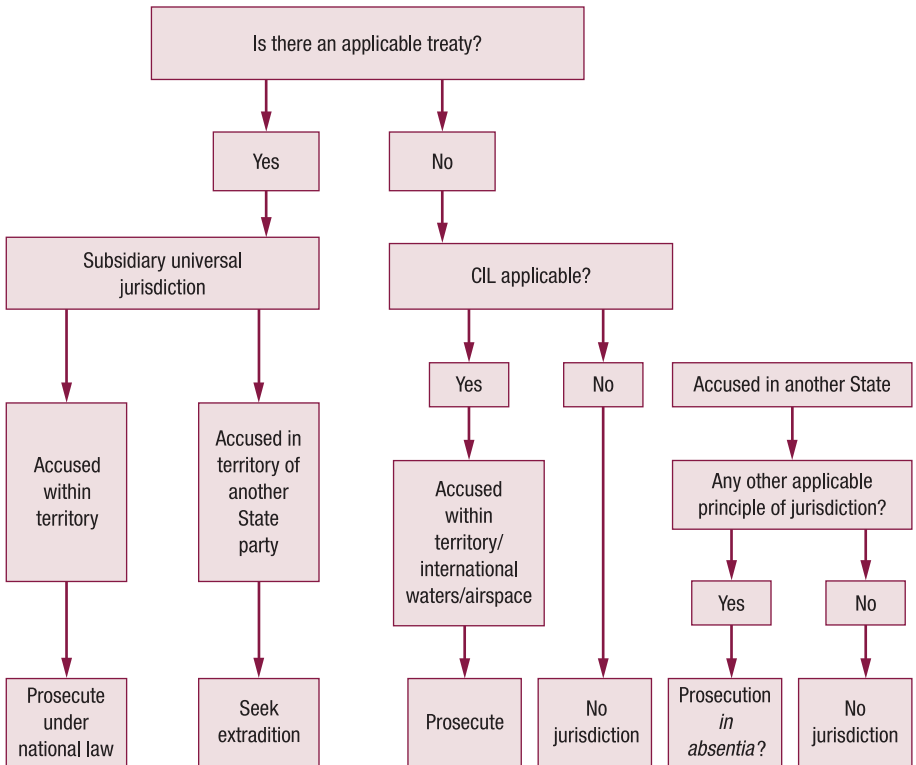 Is there an applicable treaty?
Yes
No
Subsidiary universal
jurisdiction
CIL applicable?
Yes
No
Accused in another State
Accused
within
territory
Accused in
territory of
another
State
party
Accused
within
territory/
international
waters/airspace
Any other applicable
principle of jurisdiction?
Yes
No
Prosecute
under
national law
Seek
extradition
Prosecute
No
jurisdiction
Prosecution
in
absentia?
No
jurisdiction